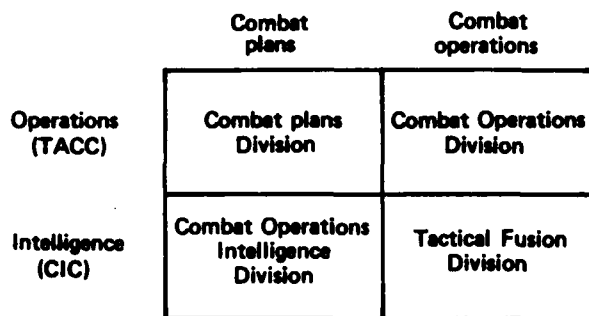 Combat
plans
Combat
operations
Operations
(TACC)
Combat plans
Division
Combat Operations
Division
Intelligence
(CIC)
Combat Operations
Intelligence
Division
Tactical Fusion
Division